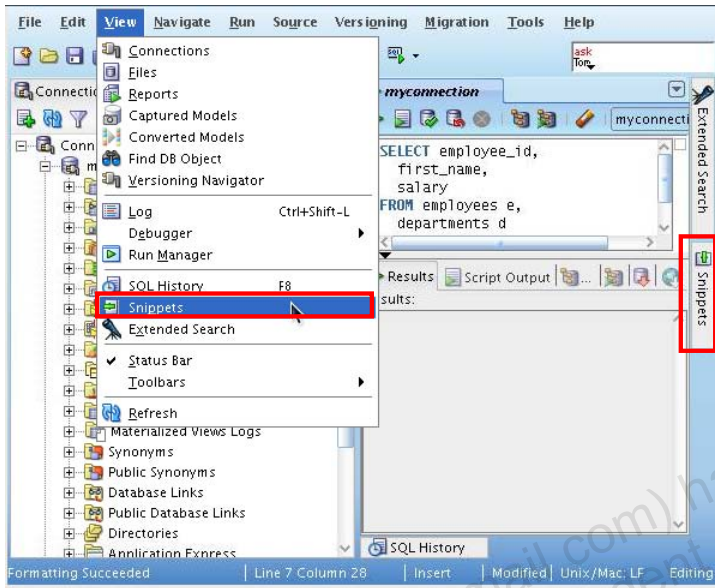 File Edit View Navigate Run Source Versioning Migration Tools Help
ask
Tom
Connections
Files
Reports
Captured Models
Converted Models
Find DB Object
Versioning Navigator
Log Ctrl+Shift-L
Debugger
Run Manager
SQL History F8
Snippets
Extended Search
Status Bar
Toolbars
Refresh
Connectio
Conn
m
Materialized Views Logs
Synonyms
Public Synonyms
Database Links
Public Database Links
Directories
Application Express
myconnection
myconnecti
SELECT employee_id,
first_name,
salary
FROM employees e,
departments d
Results Script Output ...
sults:
SQL History
Extended Search
Snippets
Formatting Succeeded Line 7 Column 28 Insert Modified Unix/Mac: LF Editing